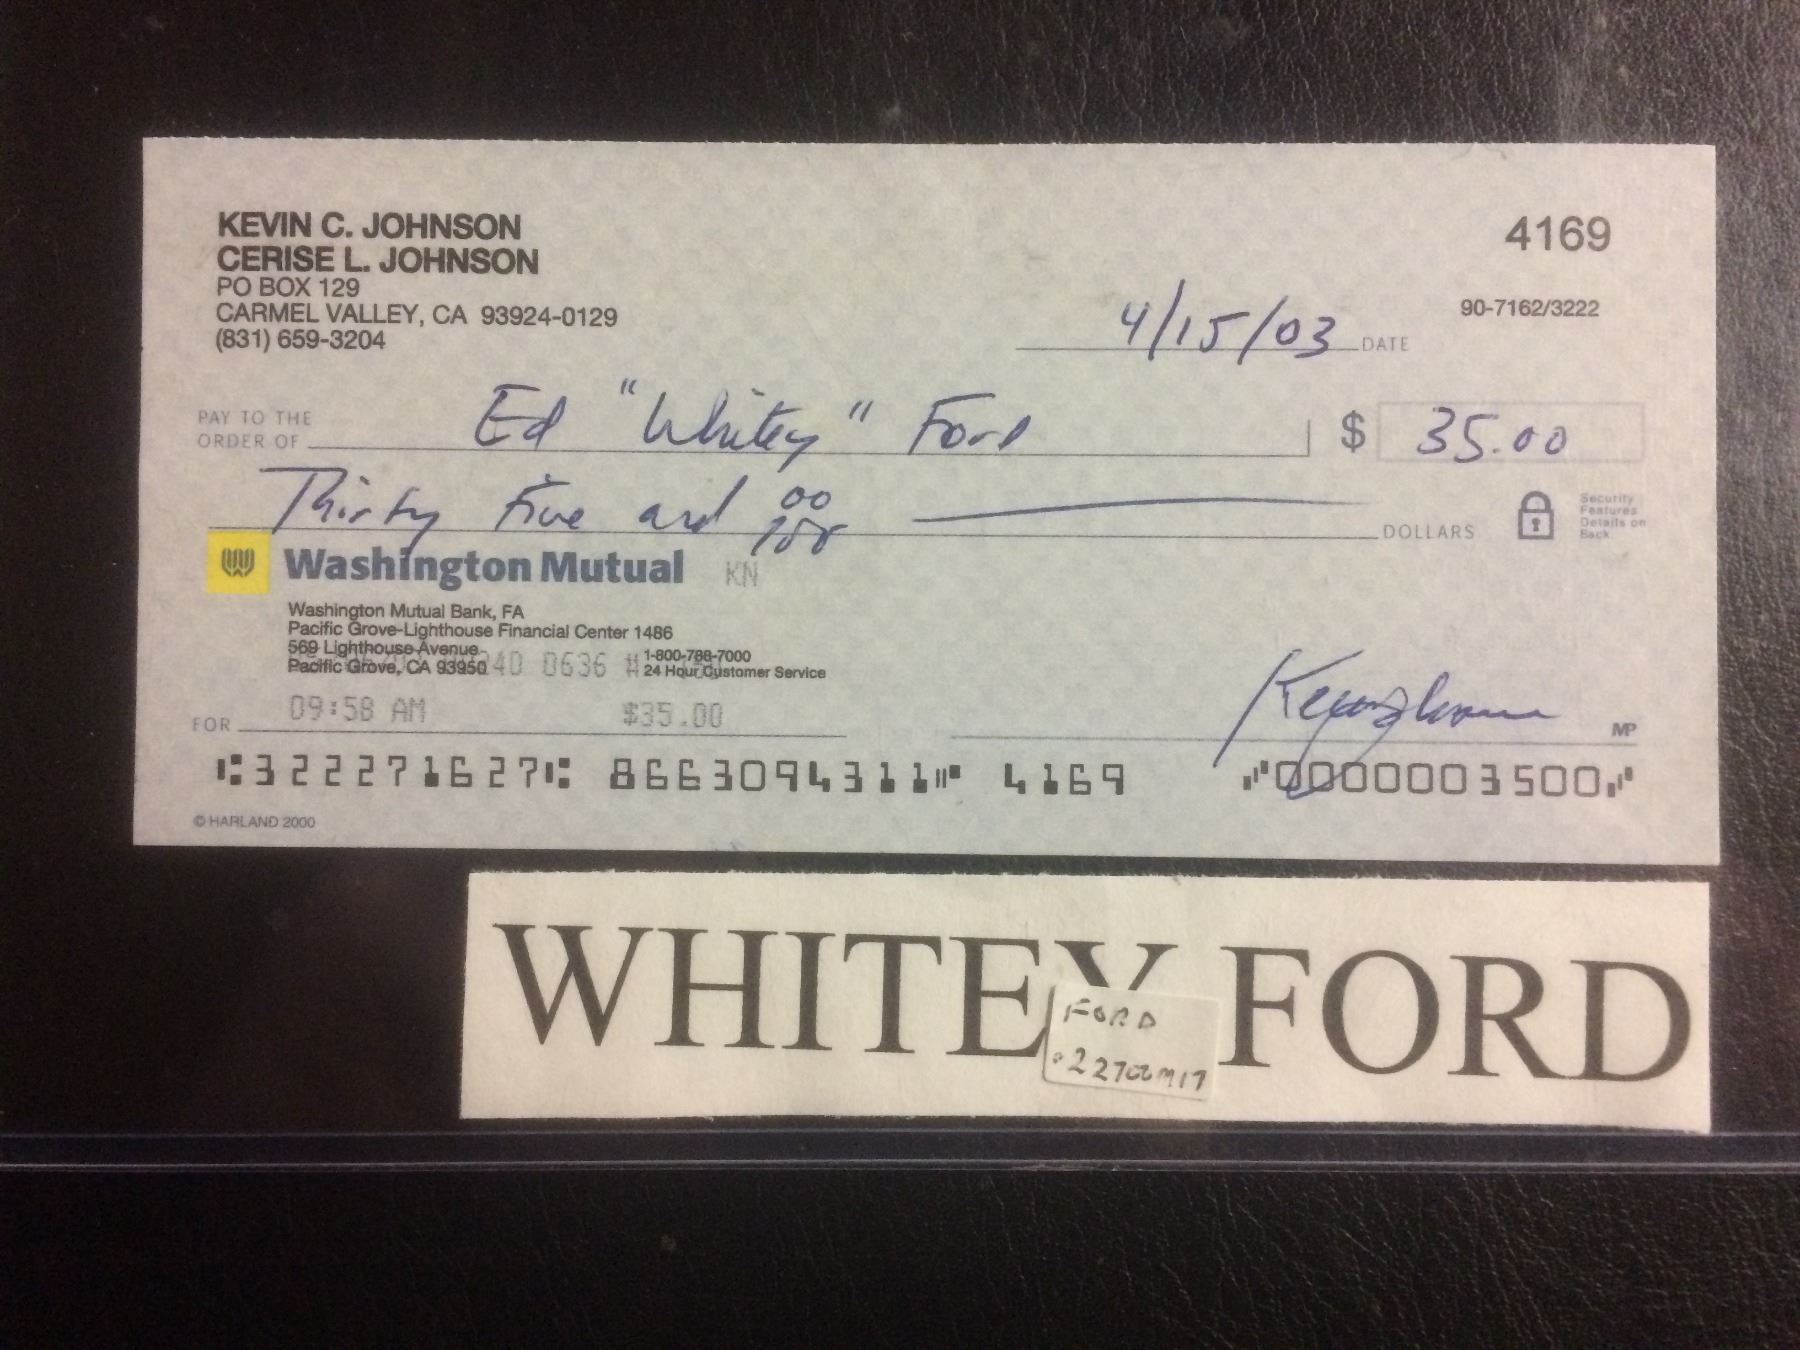 KEVIN C. JOHNSON
CERISE L. JOHNSON
PO BOX 129
CARMEL VALLEY, CA 93924-0129
(831) 659-3204
4169
90-7162/3222
4/15/03 DATE
PAY TO THE
ORDER OF Ed "Whitey" Ford $ 35.00
Thirty Five and 00/100 DOLLARS
Security
Features
Details on
Back
Washington Mutual KN
Washington Mutual Bank, FA
Pacific Grove-Lighthouse Financial Center 1486
569 Lighthouse Avenue
Pacific Grove, CA 93950
1-800-788-7000
24 Hour Customer Service
0636 #
09:58 AM $35.00
FOR
MP
⑆322271627⑆ 8663094311⑈ 4169 ⑈0000003500⑈
© HARLAND 2000
WHITEY FORD
FORD